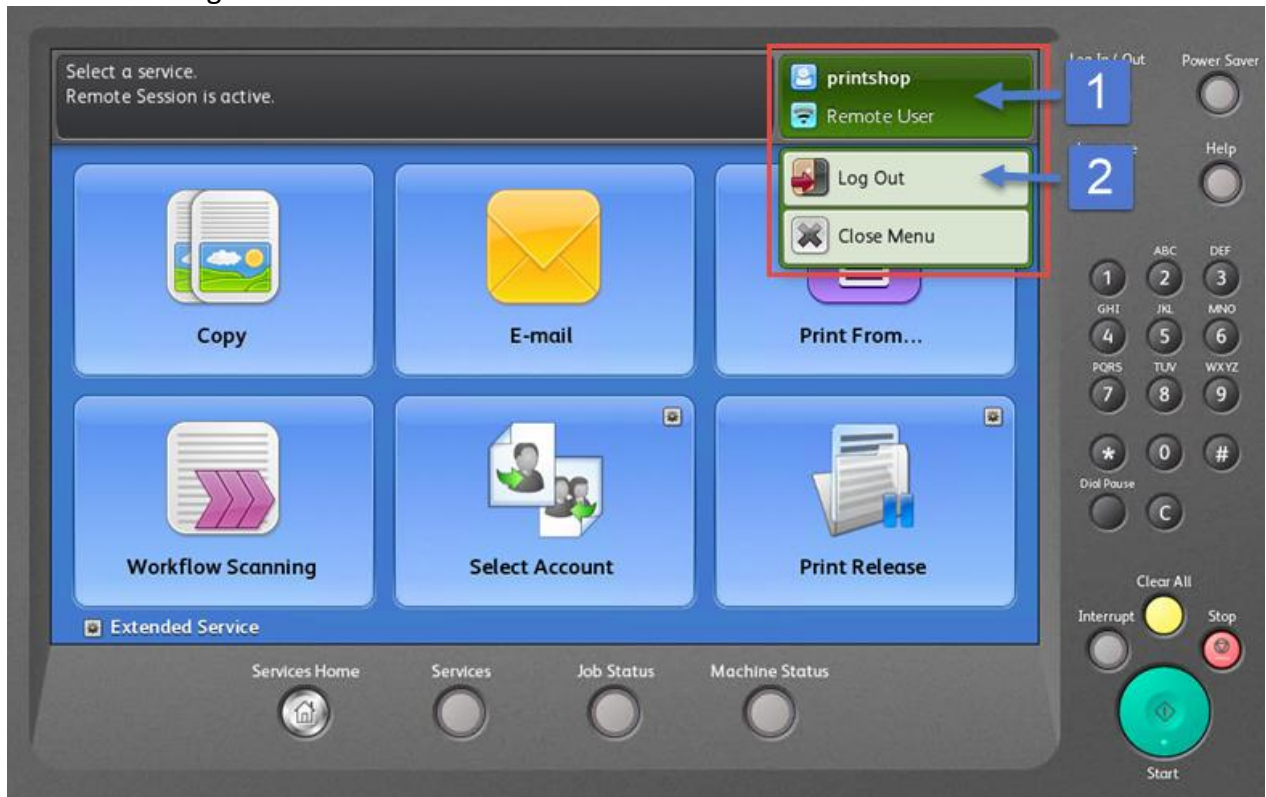 Select a service.
Remote Session is active.
printshop
Remote User
Log Out
Close Menu
1
2
Copy
E-mail
Print From...
Workflow Scanning
Select Account
Print Release
Extended Service
Services Home
Services
Job Status
Machine Status
Out
Power Saver
Help
ABC
DEF
1
2
3
GHI
JKL
MNO
4
5
6
PQRS
TUV
WXYZ
7
8
9
*
0
#
Dial Pause
C
Clear All
Interrupt
Stop
Start